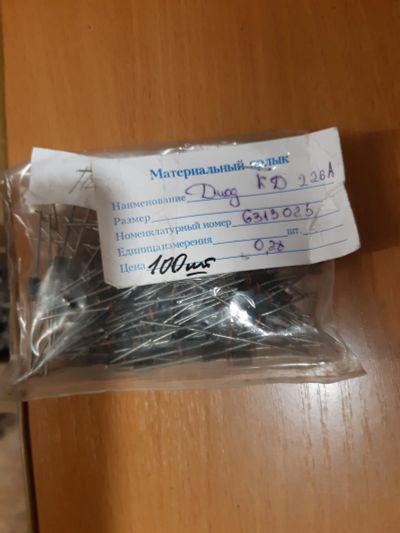 Материальный ярлык
Наименование Диод КД 226А
Размер
Номенклатурный номер 6313025
Единица измерения шт.
Цена 0,28
100 шт